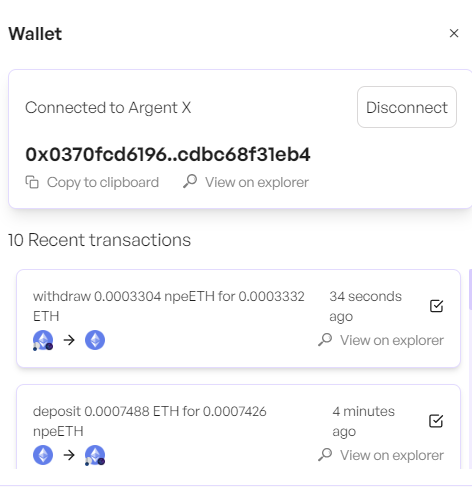 Wallet
Connected to Argent X
Disconnect
0x0370fcd6196..cdbc68f31eb4
Copy to clipboard
View on explorer
10 Recent transactions
withdraw 0.0003304 npeETH for 0.0003332
ETH
34 seconds
ago
View on explorer
deposit 0.0007488 ETH for 0.0007426
npeETH
4 minutes
ago
View on explorer